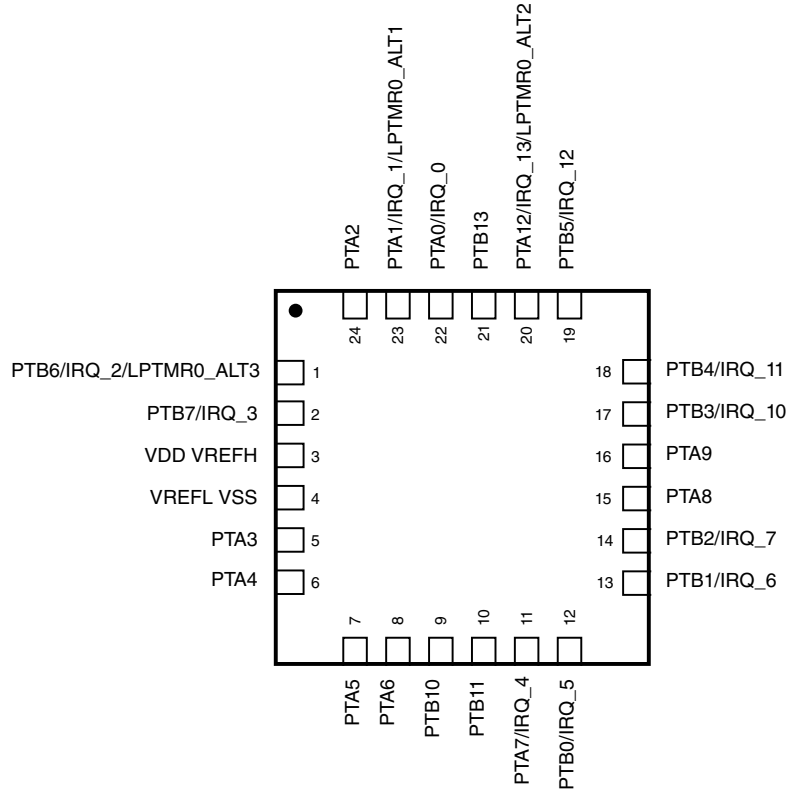 PTA2
PTA1/IRQ_1/LPTMR0_ALT1
PTA0/IRQ_0
PTB13
PTA12/IRQ_13/LPTMR0_ALT2
PTB5/IRQ_12
24
23
22
21
20
19
PTB6/IRQ_2/LPTMR0_ALT3 1
PTB7/IRQ_3 2
VDD VREFH 3
VREFL VSS 4
PTA3 5
PTA4 6
18 PTB4/IRQ_11
17 PTB3/IRQ_10
16 PTA9
15 PTA8
14 PTB2/IRQ_7
13 PTB1/IRQ_6
7
8
9
10
11
12
PTA5
PTA6
PTB10
PTB11
PTA7/IRQ_4
PTB0/IRQ_5